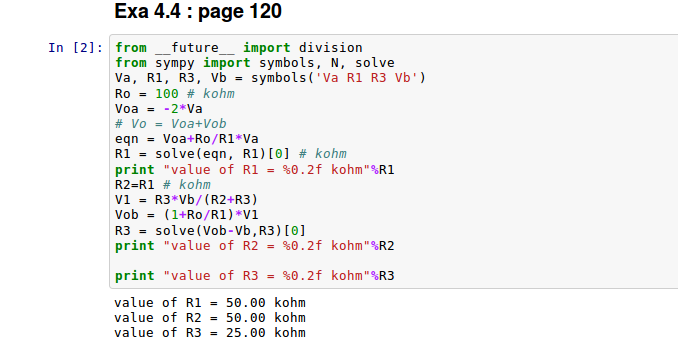 Exa 4.4 : page 120
In [2]: from __future__ import division
from sympy import symbols, N, solve
Va, R1, R3, Vb = symbols('Va R1 R3 Vb')
Ro = 100 # kohm
Voa = -2*Va
# Vo = Voa+Vob
eqn = Voa+Ro/R1*Va
R1 = solve(eqn, R1)[0] # kohm
print "value of R1 = %0.2f kohm"%R1
R2=R1 # kohm
V1 = R3*Vb/(R2+R3)
Vob = (1+Ro/R1)*V1
R3 = solve(Vob-Vb,R3)[0]
print "value of R2 = %0.2f kohm"%R2
print "value of R3 = %0.2f kohm"%R3
value of R1 = 50.00 kohm
value of R2 = 50.00 kohm
value of R3 = 25.00 kohm